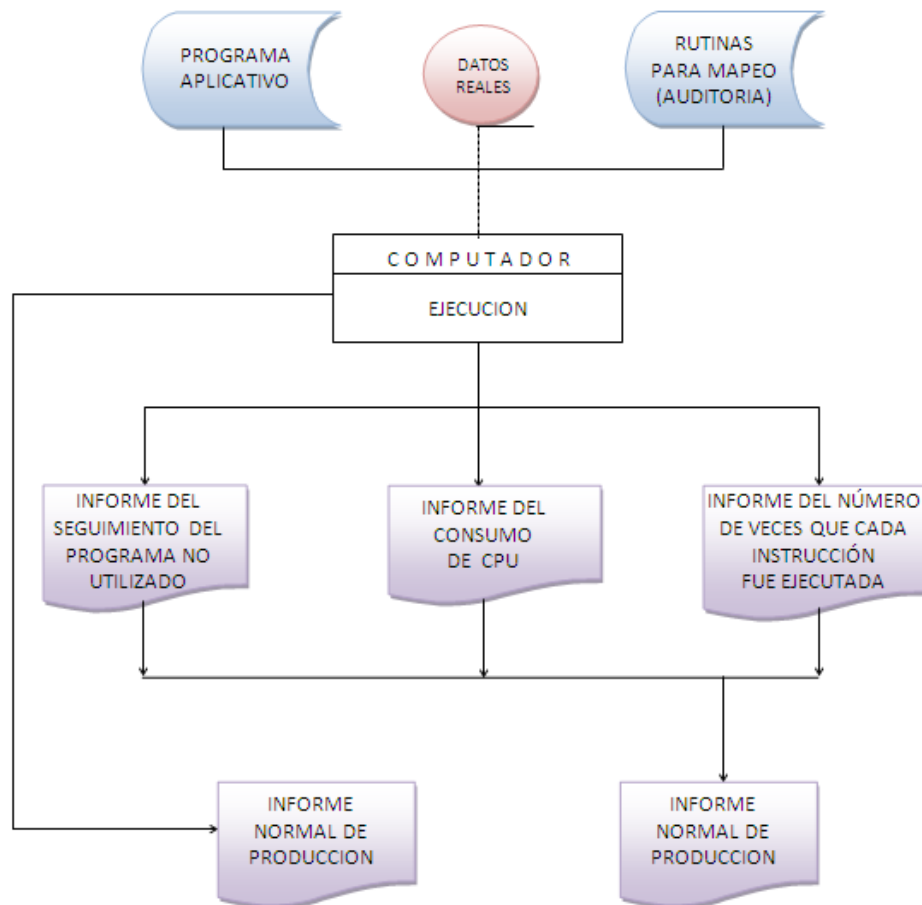 PROGRAMA
APLICATIVO
DATOS
REALES
RUTINAS
PARA MAPEO
(AUDITORIA)
COMPUTADOR
EJECUCION
INFORME DEL
SEGUIMIENTO DEL
PROGRAMA NO
UTILIZADO
INFORME DEL
CONSUMO
DE CPU
INFORME DEL NÚMERO
DE VECES QUE CADA
INSTRUCCIÓN
FUE EJECUTADA
INFORME
NORMAL DE
PRODUCCION
INFORME
NORMAL DE
PRODUCCION